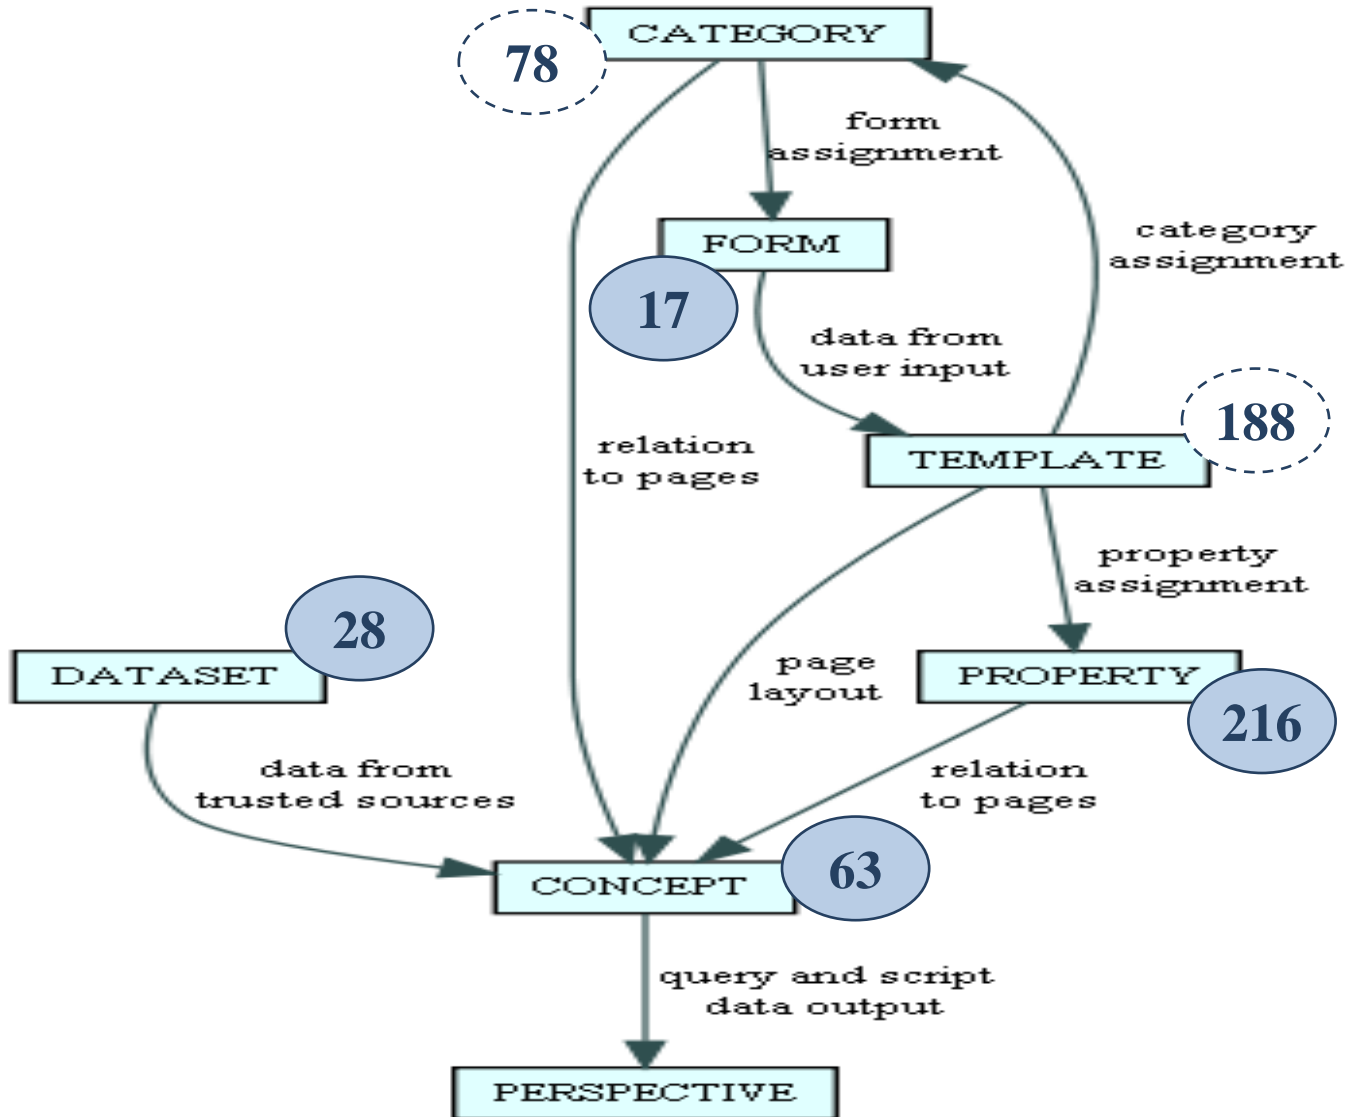 CATEGORY
78
form
assignment
FORM
17
category
assignment
data from
user input
188
TEMPLATE
relation
to pages
property
assignment
28
DATASET
page
layout
PROPERTY
216
data from
trusted sources
relation
to pages
63
CONCEPT
query and script
data output
PERSPECTIVE